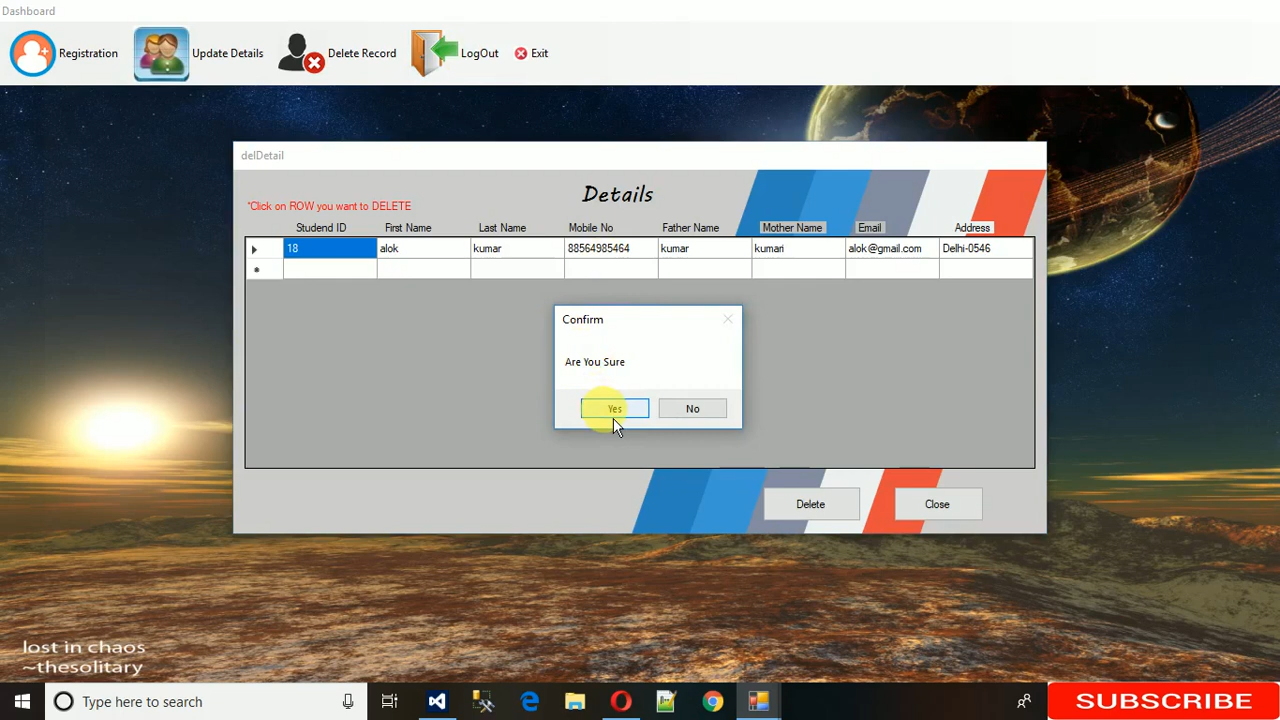 Dashboard
Registration
Update Details
Delete Record
LogOut
Exit
delDetail
Details
*Click on ROW you want to DELETE
Studend ID First Name Last Name Mobile No Father Name Mother Name Email Address
18 alok kumar 88564985464 kumar kumari alok@gmail.com Delhi-0546
Confirm
Are You Sure
Yes No
Delete Close
lost in chaos
~thesolitary
Type here to search
SUBSCRIBE